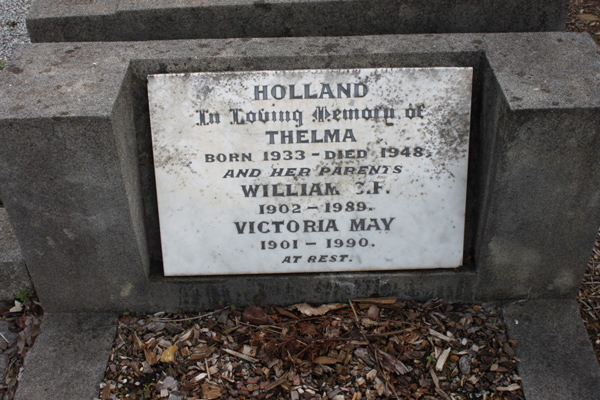 HOLLAND
In Loving Memory of
THELMA
BORN 1933 – DIED 1948.
AND HER PARENTS
WILLIAM F.
1902 – 1989.
VICTORIA MAY
1901 – 1990.
AT REST.